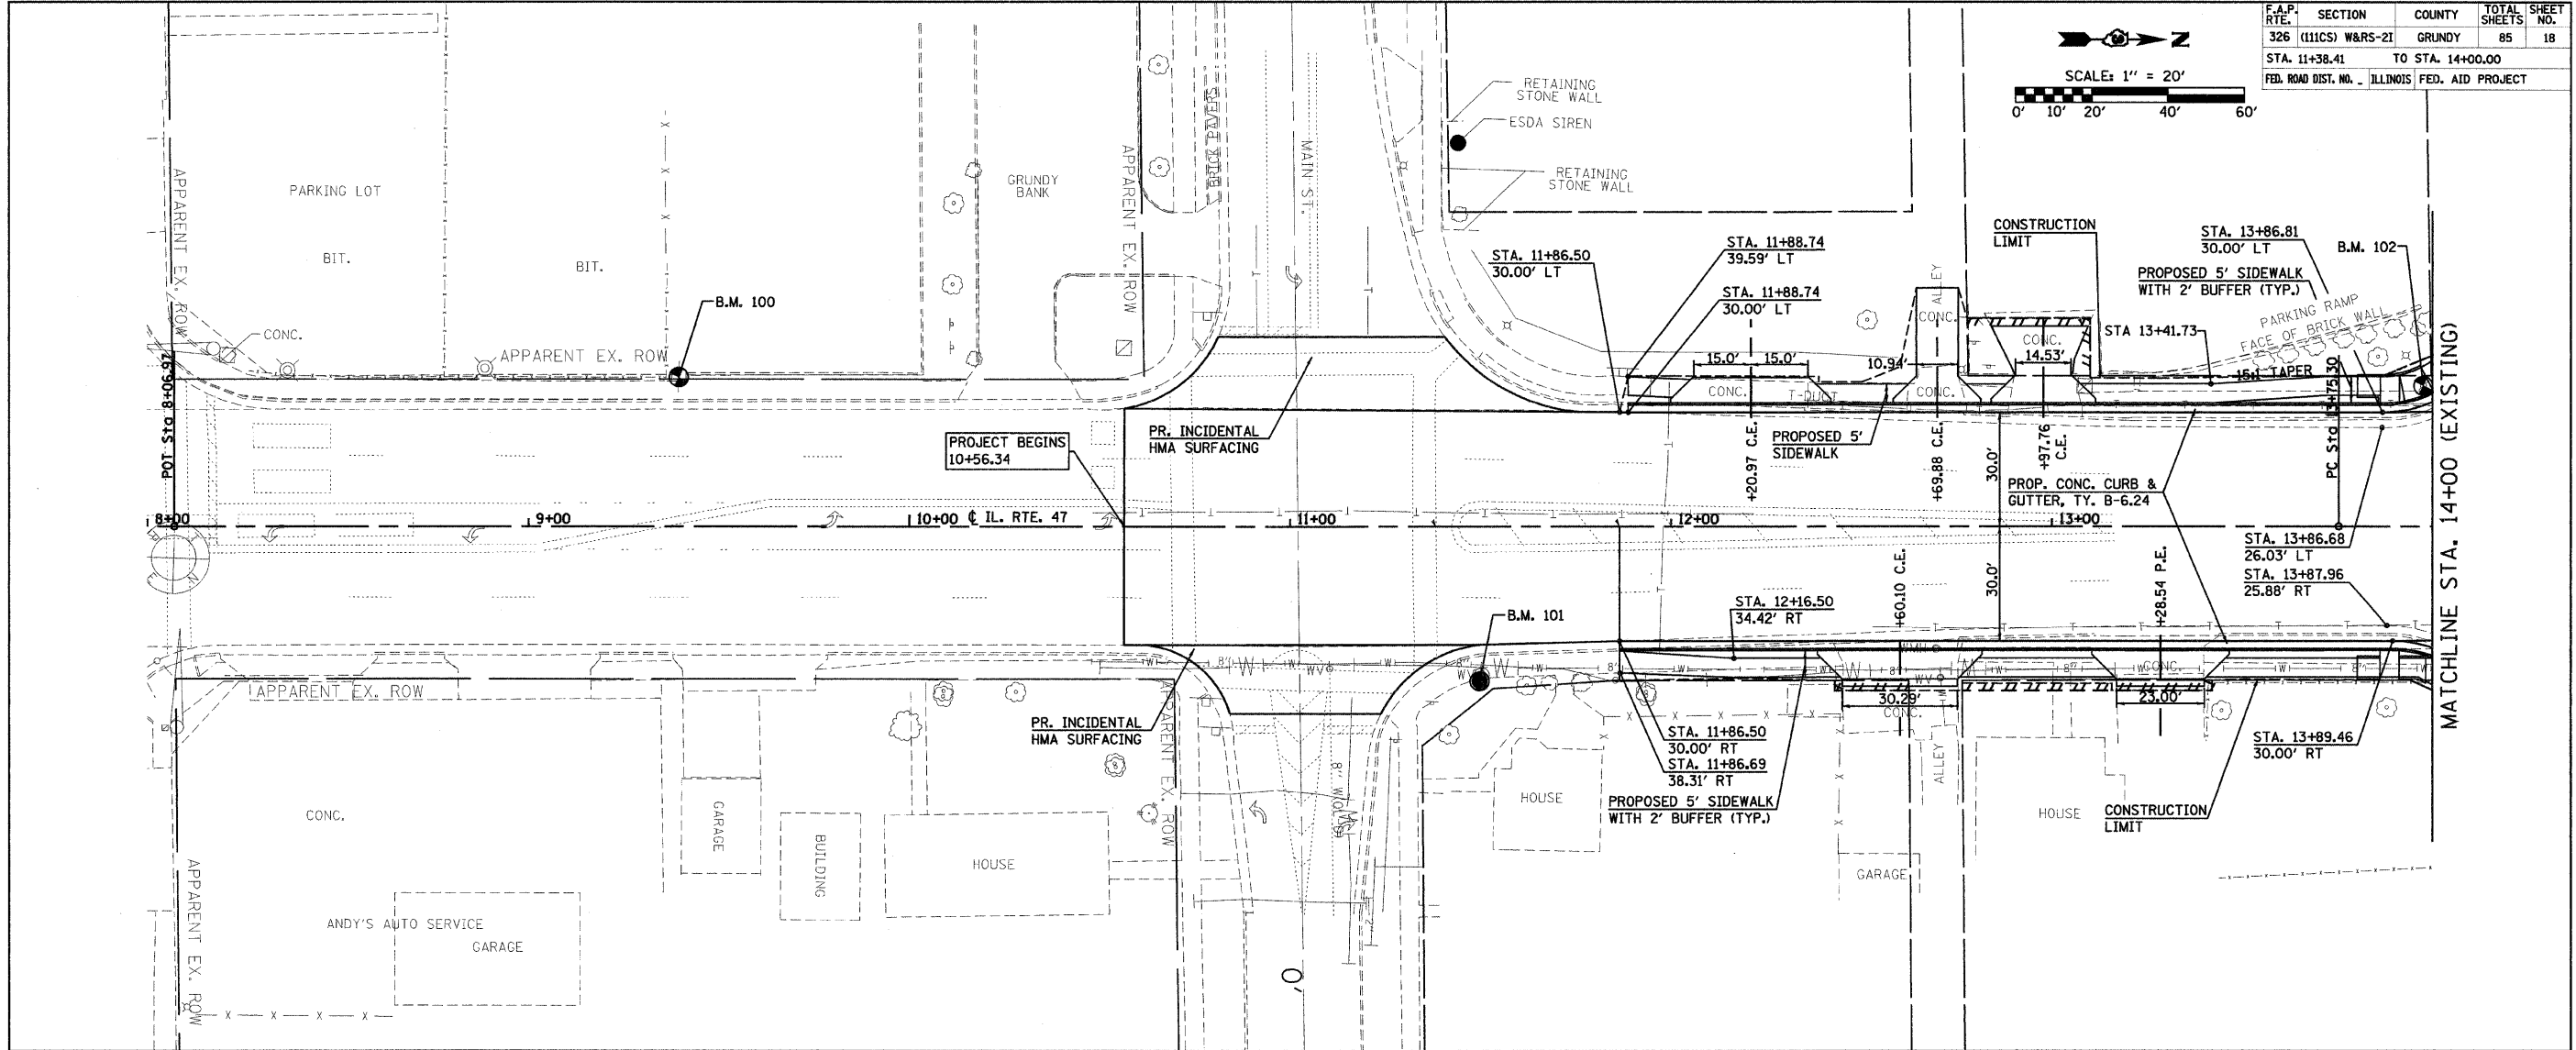 F.A.P. RTE. SECTION COUNTY TOTAL SHEETS SHEET NO.
326 (111CS) W&RS-2I GRUNDY 85 18
STA. 11+38.41 TO STA. 14+00.00
FED. ROAD DIST. NO. _ ILLINOIS FED. AID PROJECT
N
SCALE: 1'' = 20'
0' 10' 20' 40' 60'
APPARENT EX. ROW
PARKING LOT
BIT.
BIT.
CONC.
B.M. 100
APPARENT EX. ROW
GRUNDY
BANK
APPARENT EX. ROW
BRICK PAVERS
MAIN ST.
RETAINING
STONE WALL
ESDA SIREN
RETAINING
STONE WALL
STA. 11+86.50
30.00' LT
STA. 11+88.74
39.59' LT
STA. 11+88.74
30.00' LT
CONSTRUCTION
LIMIT
STA. 13+86.81
30.00' LT
PROPOSED 5' SIDEWALK
WITH 2' BUFFER (TYP.)
B.M. 102
PARKING RAMP
FACE OF BRICK WALL
STA 13+41.73
15:1 TAPER
ALLEY
CONC.
CONC.
14.53'
15.0' 15.0'
10.94'
CONC.
T-DUCT
CONC.
POT Sta 8+06.97
PROJECT BEGINS
10+56.34
PR. INCIDENTAL
HMA SURFACING
PROPOSED 5'
SIDEWALK
+20.97 C.E.
+69.88 C.E.
30.0'
+97.76
C.E.
PROP. CONC. CURB &
GUTTER, TY. B-6.24
PC Sta 13+75.30
8+00
9+00
10+00
℄ IL. RTE. 47
11+00
12+00
13+00
STA. 13+86.68
26.03' LT
STA. 13+87.96
25.88' RT
MATCHLINE STA. 14+00 (EXISTING)
+60.10 C.E.
30.0'
+28.54 P.E.
STA. 12+16.50
34.42' RT
B.M. 101
APPARENT EX. ROW
PR. INCIDENTAL
HMA SURFACING
APPARENT EX. ROW
STA. 11+86.50
30.00' RT
STA. 11+86.69
38.31' RT
PROPOSED 5' SIDEWALK
WITH 2' BUFFER (TYP.)
30.29'
CONC.
CONC.
23.00'
STA. 13+89.46
30.00' RT
CONSTRUCTION
LIMIT
ALLEY
HOUSE
HOUSE
GARAGE
CONC.
GARAGE
BUILDING
HOUSE
ANDY'S AUTO SERVICE
GARAGE
APPARENT EX. ROW
0'